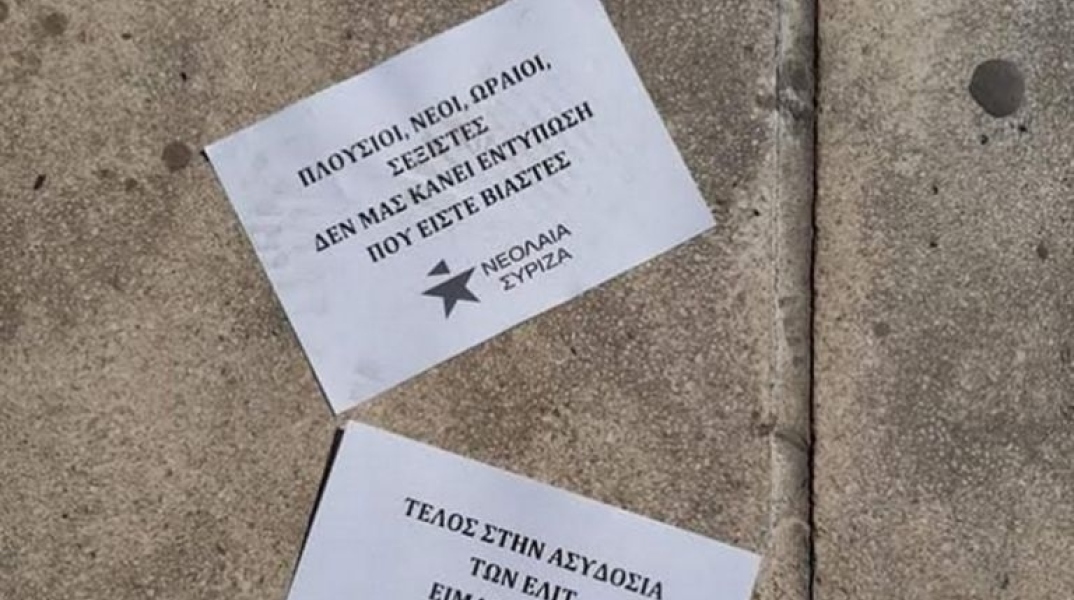 ΠΛΟΥΣΙΟΙ, ΝΕΟΙ, ΩΡΑΙΟΙ,
ΣΕΞΙΣΤΕΣ
ΔΕΝ ΜΑΣ ΚΑΝΕΙ ΕΝΤΥΠΩΣΗ
ΠΟΥ ΕΙΣΤΕ ΒΙΑΣΤΕΣ
ΝΕΟΛΑΙΑ
ΣΥΡΙΖΑ
ΤΕΛΟΣ ΣΤΗΝ ΑΣΥΔΟΣΙΑ
ΤΩΝ ΕΛΙΤ